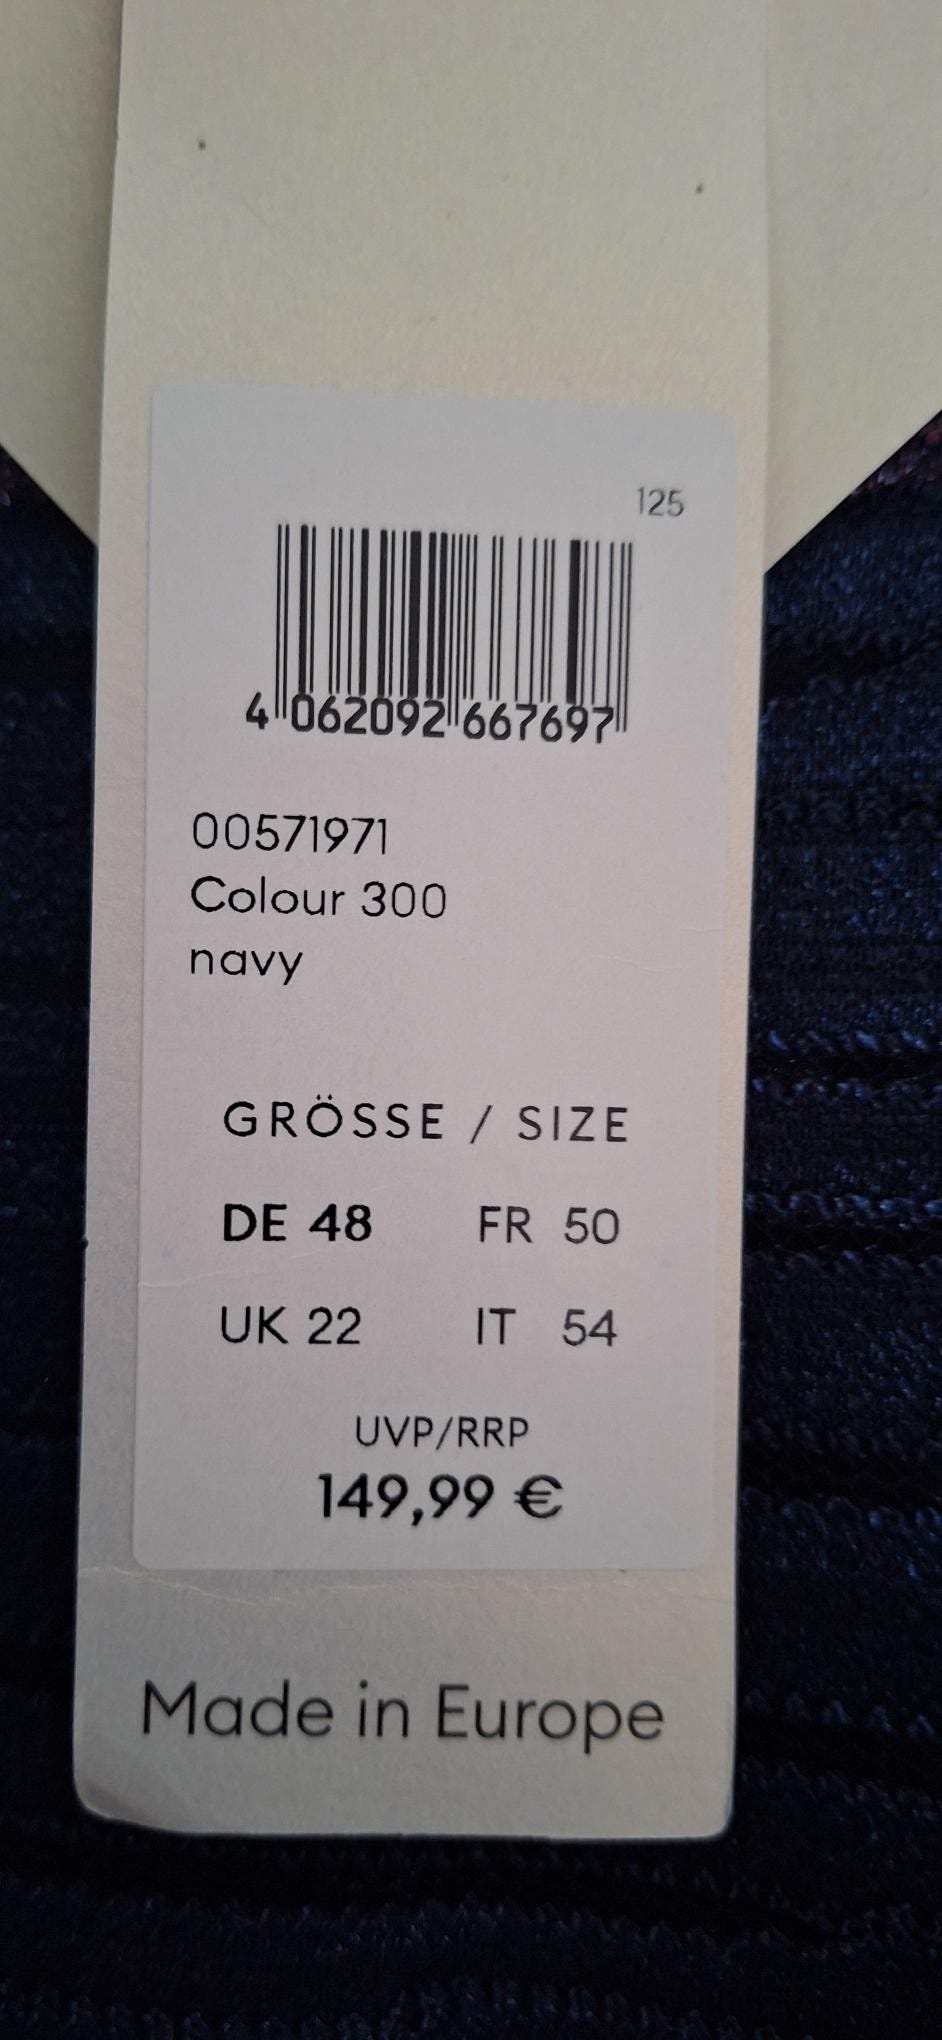 125
4 062092 667697
00571971
Colour 300
navy
GRÖSSE / SIZE
DE 48 FR 50
UK 22 IT 54
UVP/RRP
149,99 €
Made in Europe